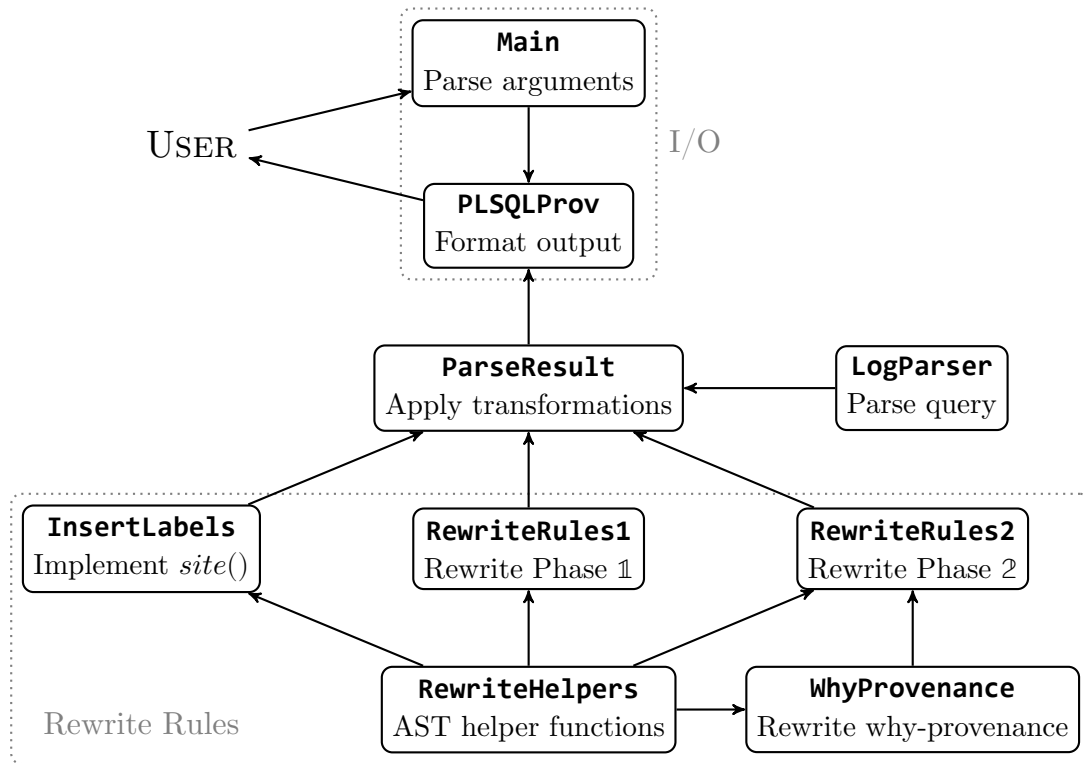 Main
Parse arguments
USER
I/O
PLSQLProv
Format output
ParseResult
Apply transformations
LogParser
Parse query
InsertLabels
Implement site()
RewriteRules1
Rewrite Phase 𝟙
RewriteRules2
Rewrite Phase 𝟚
Rewrite Rules
RewriteHelpers
AST helper functions
WhyProvenance
Rewrite why-provenance